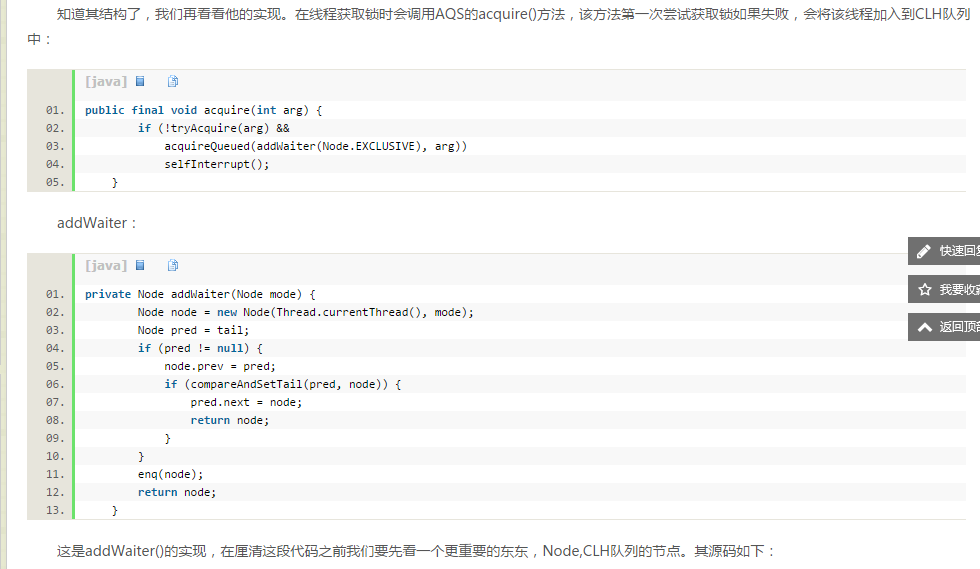 知道其结构了，我们再看看他的实现。在线程获取锁时会调用AQS的acquire()方法，该方法第一次尝试获取锁如果失败，会将该线程加入到CLH队列
中：
[java]
01. public final void acquire(int arg) {
02. if (!tryAcquire(arg) &&
03. acquireQueued(addWaiter(Node.EXCLUSIVE), arg))
04. selfInterrupt();
05. }
addWaiter：
[java]
01. private Node addWaiter(Node mode) {
02. Node node = new Node(Thread.currentThread(), mode);
03. Node pred = tail;
04. if (pred != null) {
05. node.prev = pred;
06. if (compareAndSetTail(pred, node)) {
07. pred.next = node;
08. return node;
09. }
10. }
11. enq(node);
12. return node;
13. }
快速回复
我要收藏
返回顶部
这是addWaiter()的实现，在厘清这段代码之前我们要先看一个更重要的东东，Node,CLH队列的节点。其源码如下：